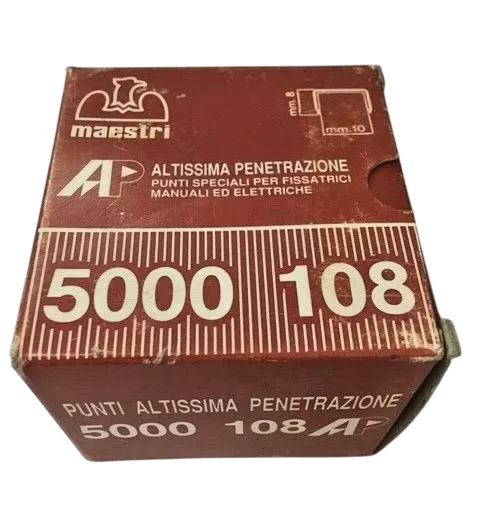 maestri
mm. 8
mm. 10
AP ALTISSIMA PENETRAZIONE
PUNTI SPECIALI PER FISSATRICI
MANUALI ED ELETTRICHE
5000 108
PUNTI ALTISSIMA PENETRAZIONE
5000 108 AP